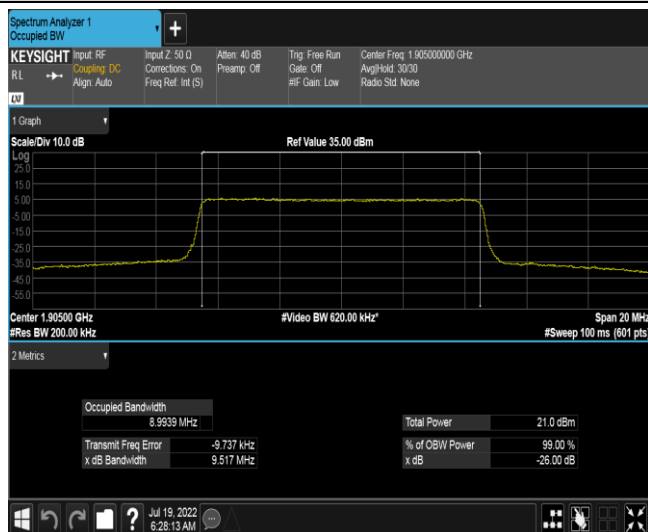 Spectrum Analyzer 1
Occupied BW
KEYSIGHT
RL
Input: RF
Coupling: DC
Align: Auto
Input Z: 50 Ω
Corrections: On
Freq Ref: Int (S)
Atten: 40 dB
Preamp: Off
Trig: Free Run
Gate: Off
#IF Gain: Low
Center Freq: 1.905000000 GHz
Avg|Hold: 30/30
Radio Std: None
1 Graph
Scale/Div 10.0 dB
Ref Value 35.00 dBm
Log
25.0
15.0
5.00
-5.00
-15.0
-25.0
-35.0
-45.0
-55.0
Center 1.90500 GHz
#Video BW 620.00 kHz*
Span 20 MHz
#Res BW 200.00 kHz
#Sweep 100 ms (601 pts)
2 Metrics
Occupied Bandwidth
8.9939 MHz
Total Power 21.0 dBm
Transmit Freq Error -9.737 kHz
% of OBW Power 99.00 %
x dB Bandwidth 9.517 MHz
x dB -26.00 dB
?
Jul 19, 2022
6:28:13 AM